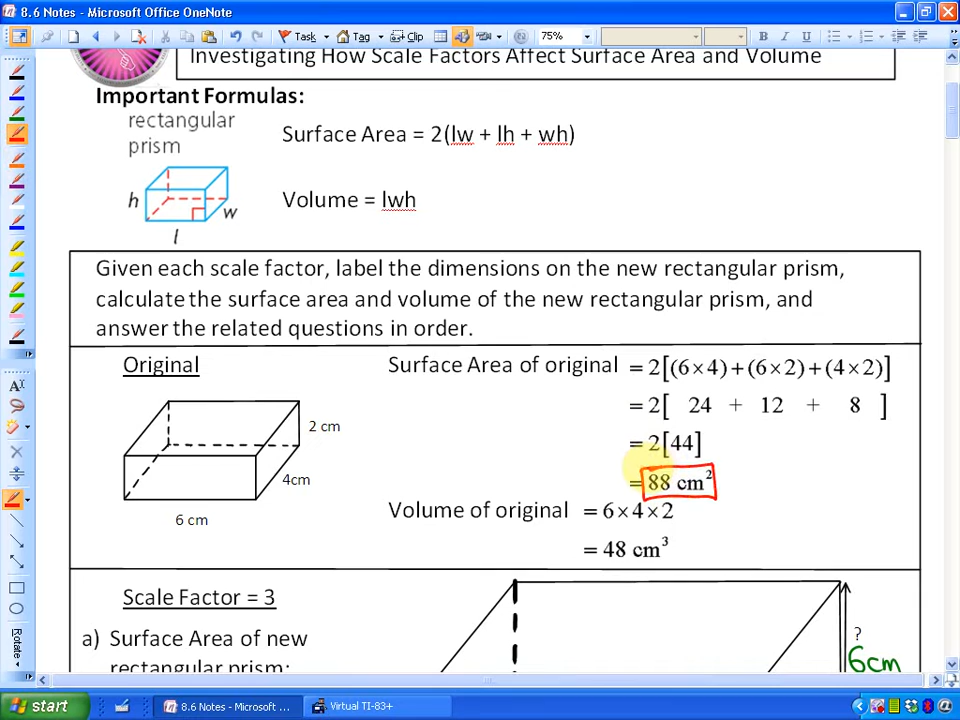 8.6 Notes - Microsoft Office OneNote
Task
Tag
Clip
75%
B I U
Investigating How Scale Factors Affect Surface Area and Volume
Important Formulas:
rectangular
prism
Surface Area = 2(lw + lh + wh)
h
w
l
Volume = lwh
Given each scale factor, label the dimensions on the new rectangular prism,
calculate the surface area and volume of the new rectangular prism, and
answer the related questions in order.
Original
2 cm
4cm
6 cm
Surface Area of original = 2[(6×4)+(6×2)+(4×2)]
= 2[ 24 + 12 + 8 ]
= 2[44]
= 88 cm²
Volume of original = 6×4×2
= 48 cm³
Scale Factor = 3
a) Surface Area of new
rectangular prism:
?
6cm
A
Rotate
start
8.6 Notes - Microsoft ...
Virtual TI-83+